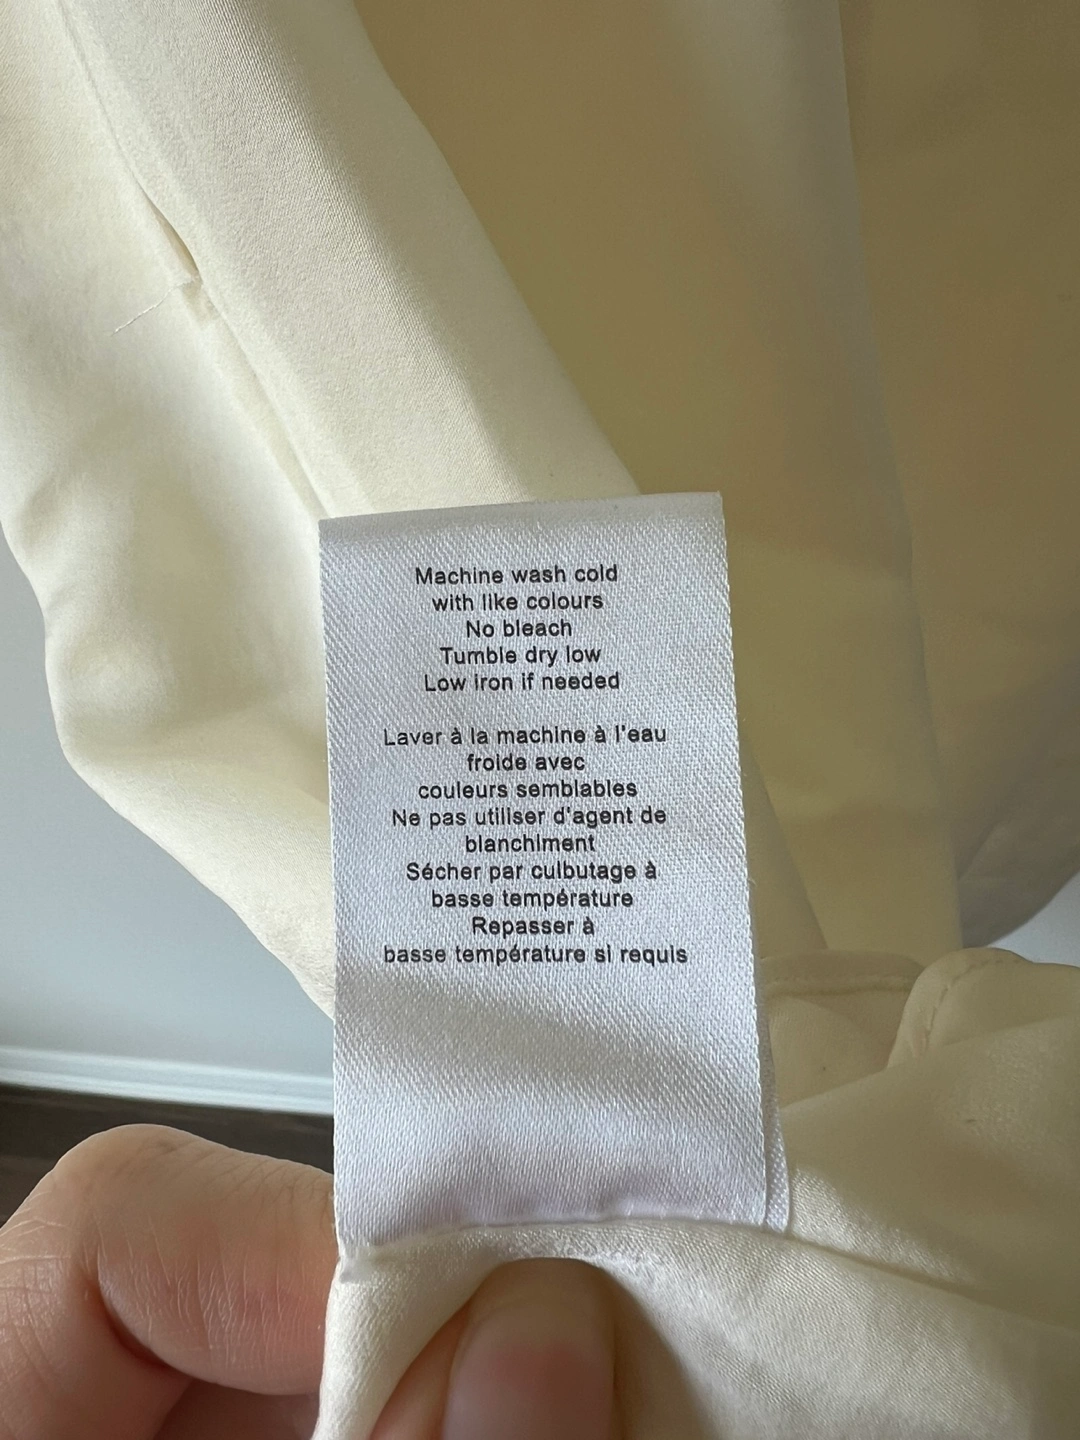 Machine wash cold
with like colours
No bleach
Tumble dry low
Low iron if needed
Laver à la machine à l'eau
froide avec
couleurs semblables
Ne pas utiliser d'agent de
blanchiment
Sécher par culbutage à
basse température
Repasser à
basse température si requis